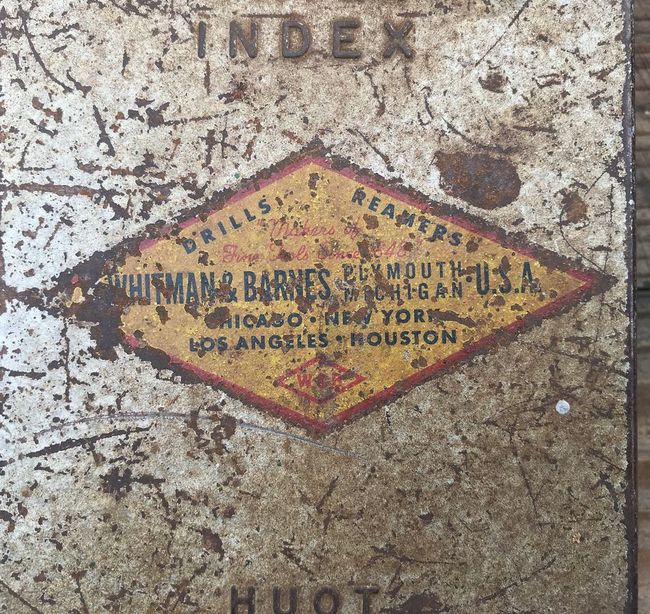 INDEX
DRILLS REAMERS
Makers of
Fine Tools Since 1848
WHITMAN & BARNES · PLYMOUTH MICHIGAN · U.S.A.
CHICAGO · NEW YORK
LOS ANGELES · HOUSTON
W&B
HUOT